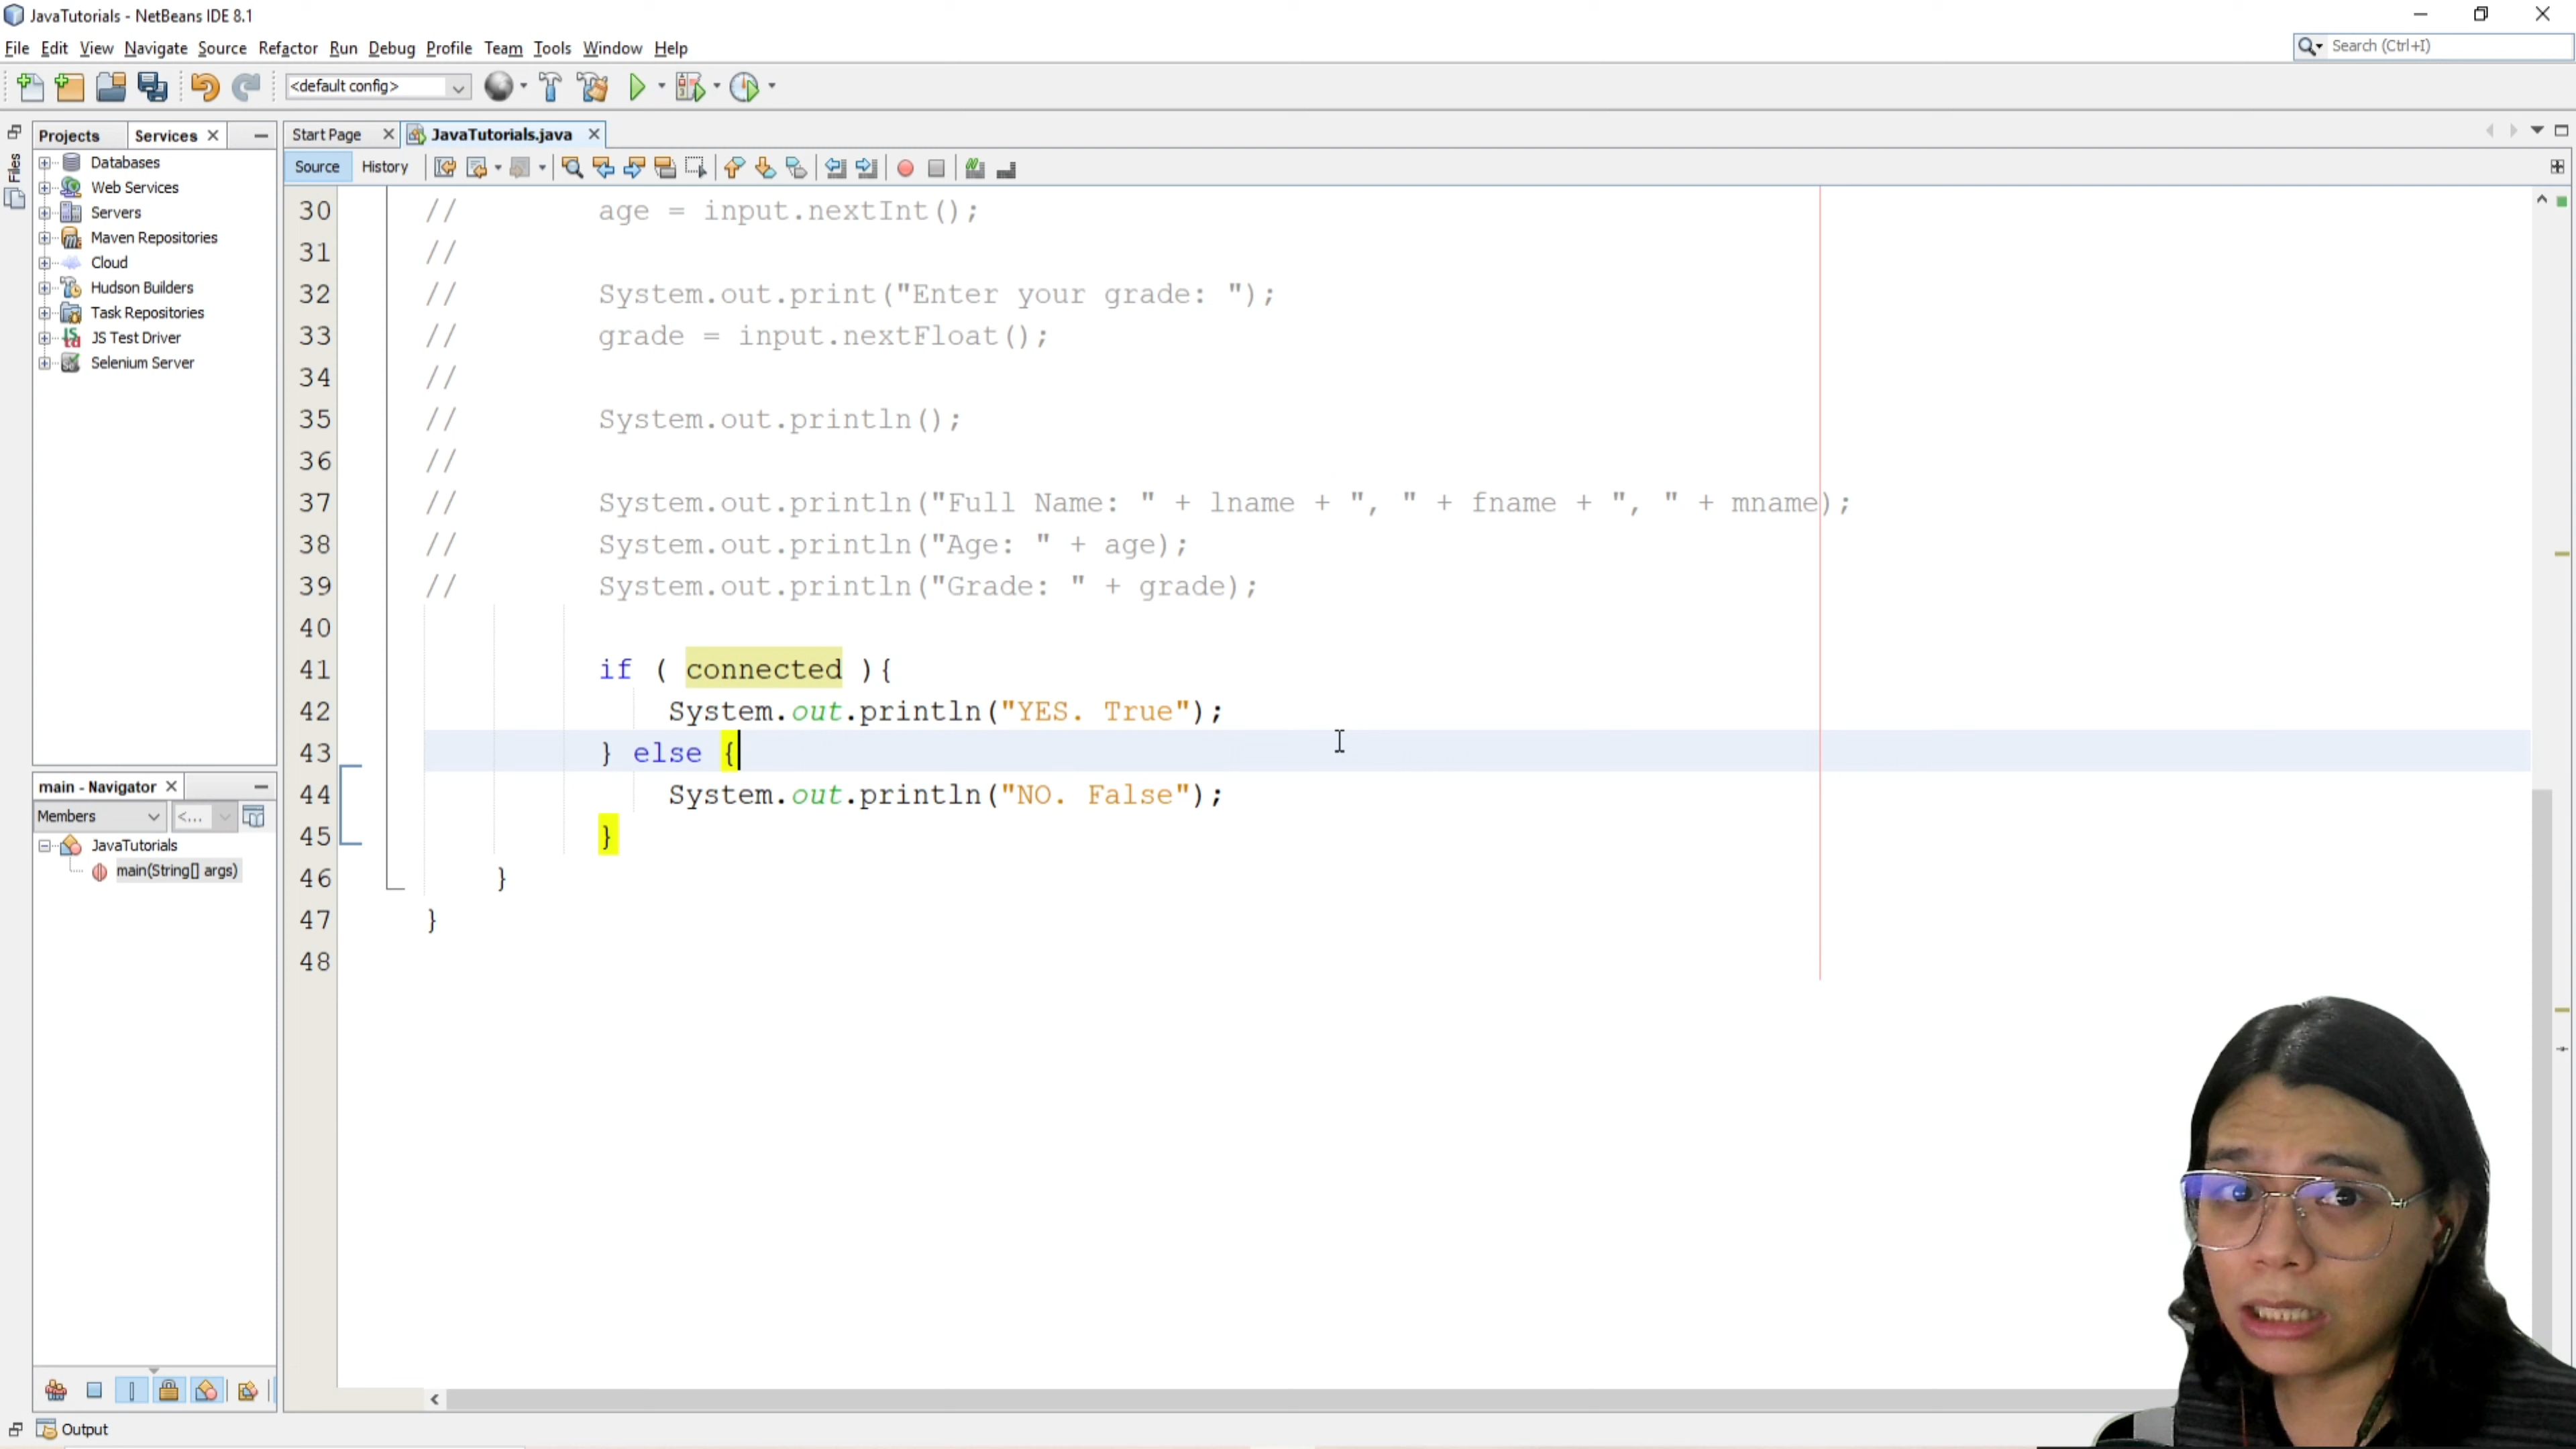 JavaTutorials - NetBeans IDE 8.1
File Edit View Navigate Source Refactor Run Debug Profile Team Tools Window Help
Search (Ctrl+I)
<default config>
Files
Projects
Services
Databases
Web Services
Servers
Maven Repositories
Cloud
Hudson Builders
Task Repositories
JS Test Driver
Selenium Server
main - Navigator
Members
<...
JavaTutorials
main(String[] args)
Start Page
JavaTutorials.java
Source History
30 // age = input.nextInt();
31 //
32 // System.out.print("Enter your grade: ");
33 // grade = input.nextFloat();
34 //
35 // System.out.println();
36 //
37 // System.out.println("Full Name: " + lname + ", " + fname + ", " + mname);
38 // System.out.println("Age: " + age);
39 // System.out.println("Grade: " + grade);
40
41 if ( connected ){
42 System.out.println("YES. True");
43 } else {
44 System.out.println("NO. False");
45 }
46 }
47 }
48
Output